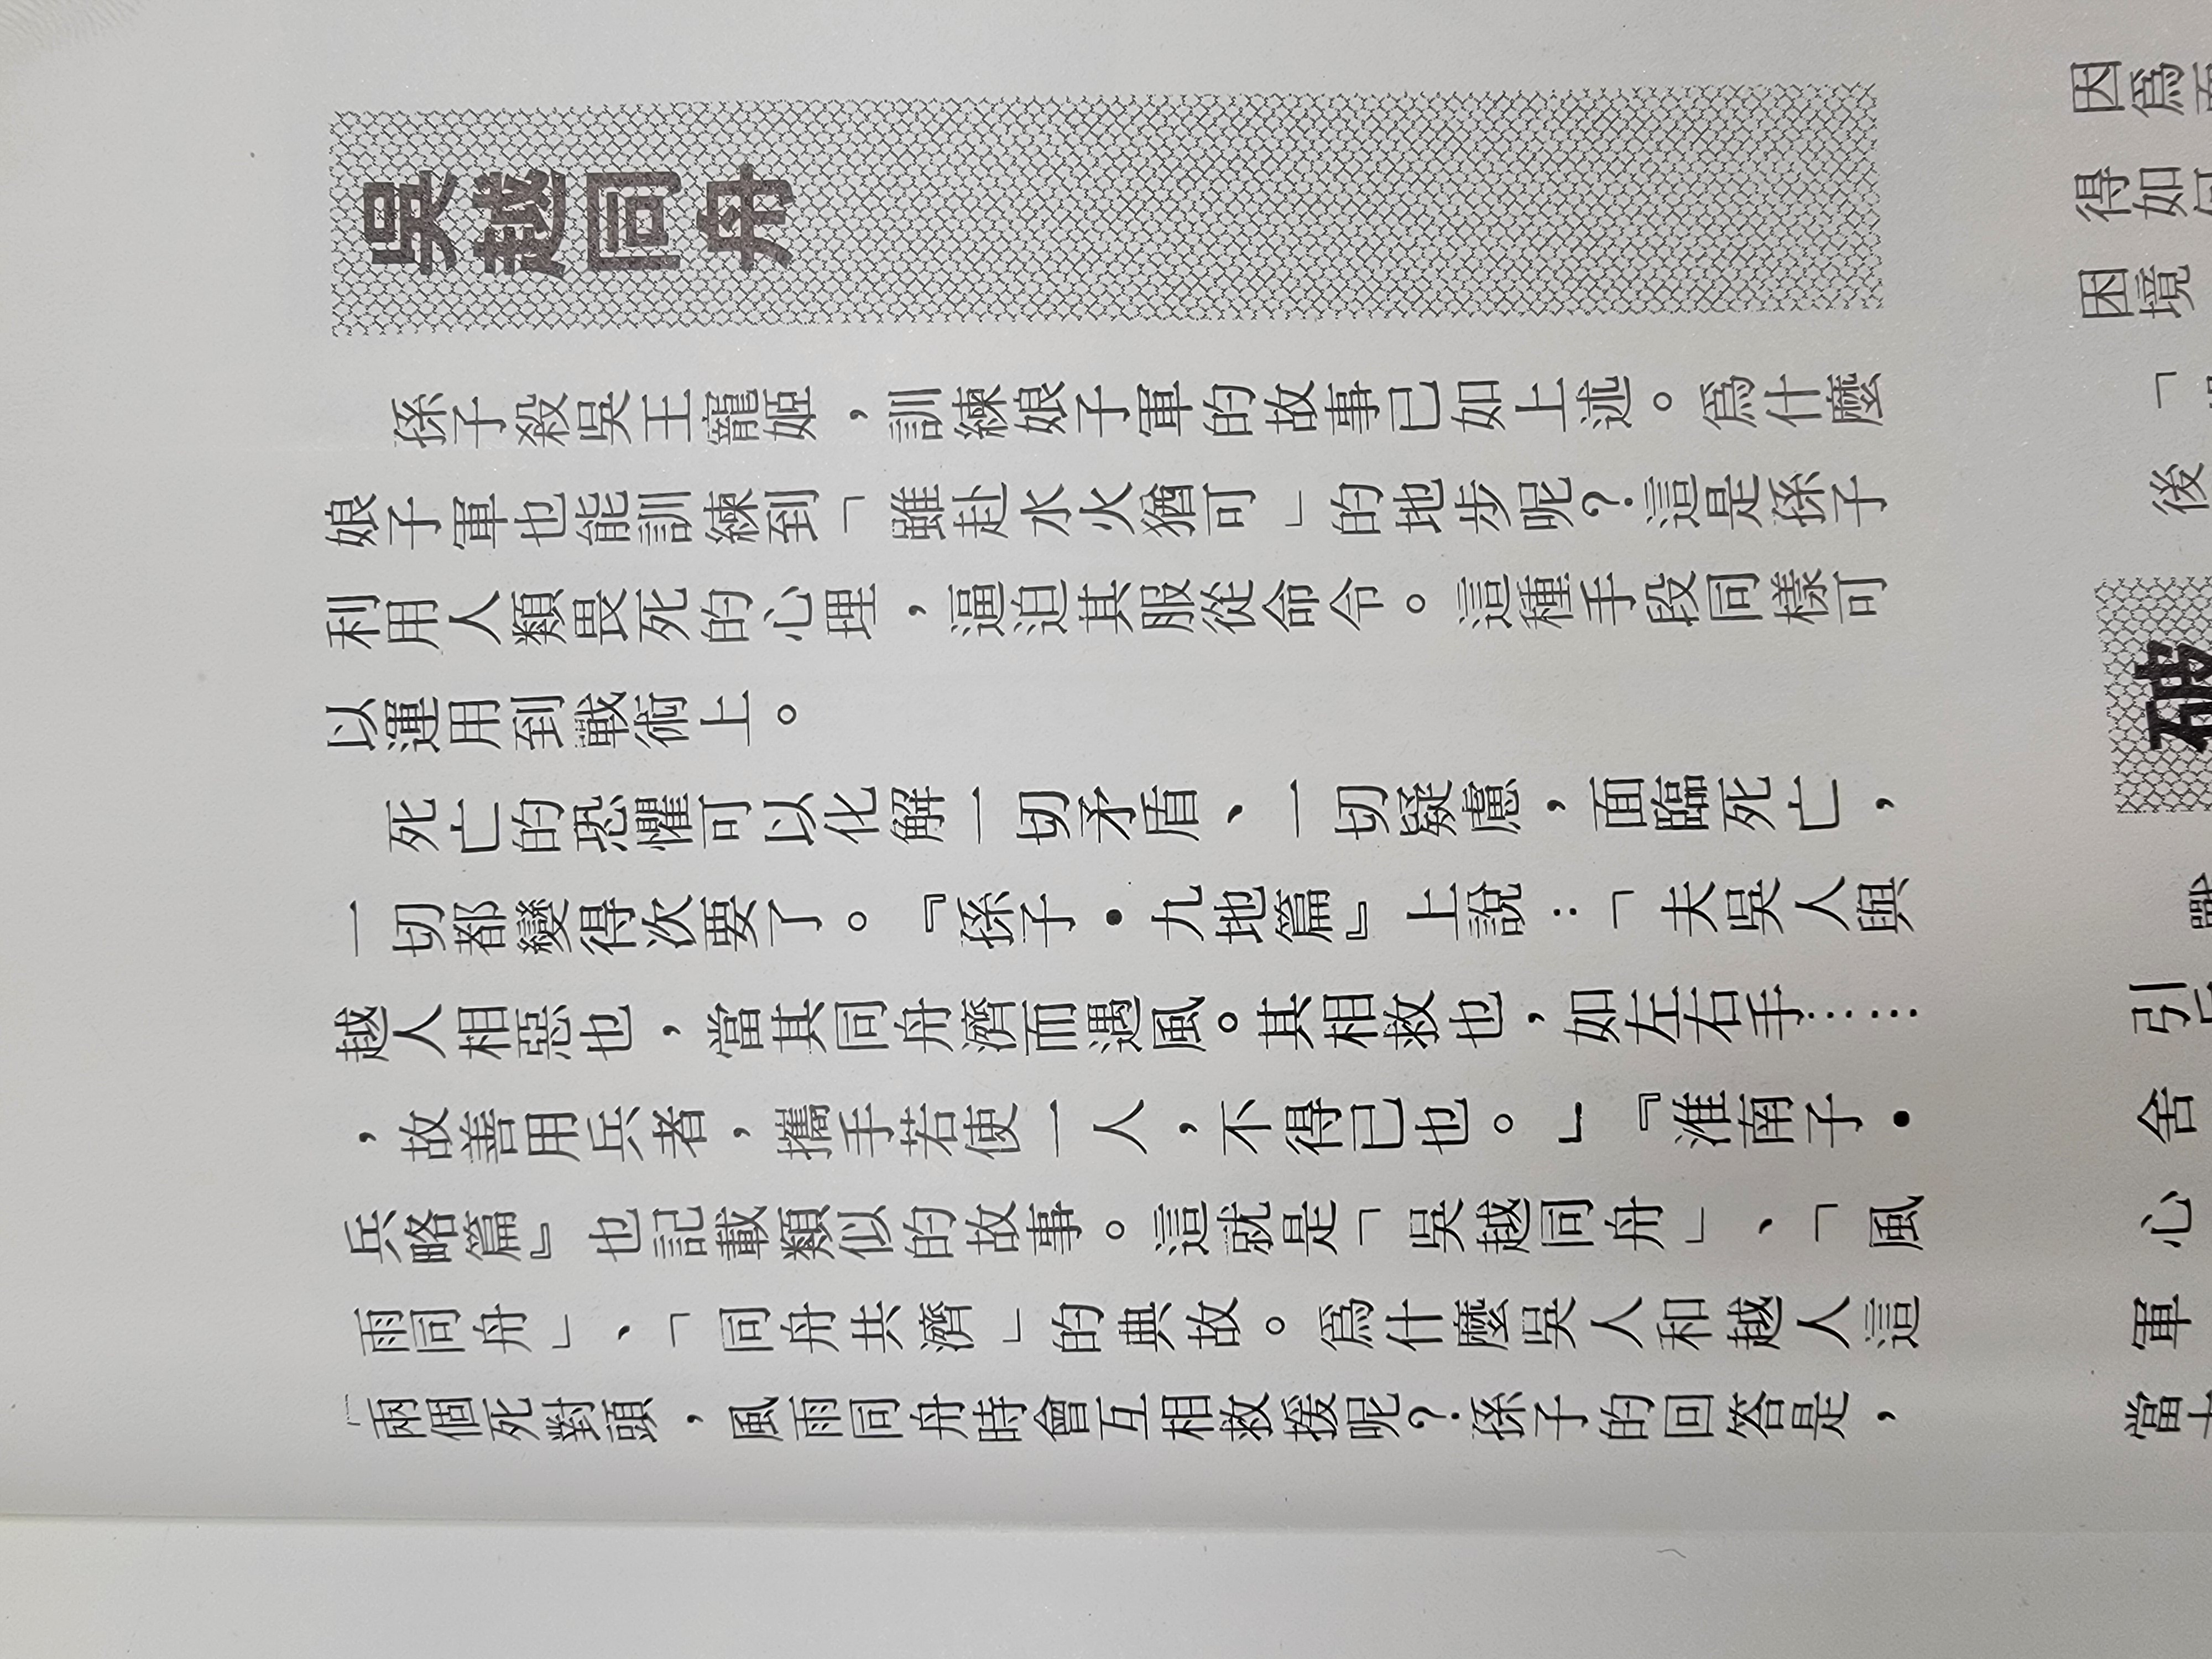 吳越同舟
孫子殺吳王寵姬，訓練娘子軍的故事已如上述。爲什麼
娘子軍也能訓練到「雖赴水火猶可」的地步呢？這是孫子
利用人類畏死的心理，逼迫其服從命令。這種手段同樣可
以運用到戰術上。
死亡的恐懼可以化解一切矛盾、一切疑慮，面臨死亡，
一切都變得次要了。『孫子・九地篇』上說：「夫吳人與
越人相惡也，當其同舟濟而遇風。其相救也，如左右手……
，故善用兵者，攜手若使一人，不得已也。」『淮南子・
兵略篇』也記載類似的故事。這就是「吳越同舟」、「風
雨同舟」、「同舟共濟」的典故。爲什麼吳人和越人這
「兩個死對頭，風雨同舟時會互相救援呢？孫子的回答是，
因爲
得如
困境
「
後
破
戰
引
舍
心
軍
當